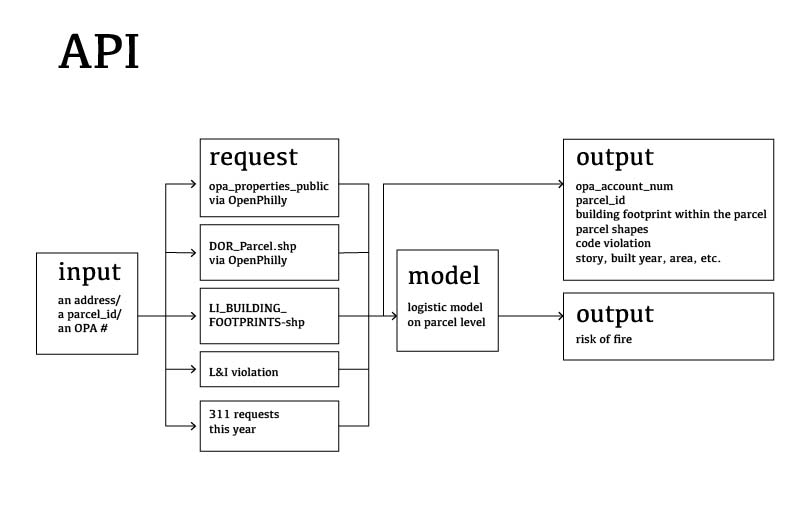 API
input
an address/
a parcel_id/
an OPA #
request
opa_properties_public
via OpenPhilly
DOR_Parcel.shp
via OpenPhilly
LI_BUILDING_
FOOTPRINTS-shp
L&I violation
311 requests
this year
model
logistic model
on parcel level
output
opa_account_num
parcel_id
building footprint within the parcel
parcel shapes
code violation
story, built year, area, etc.
output
risk of fire